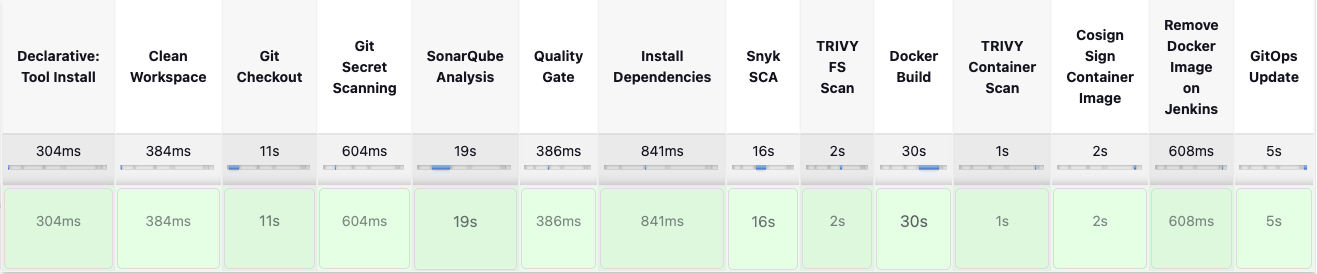 Declarative:
Tool Install
Clean
Workspace
Git
Checkout
Git
Secret
Scanning
SonarQube
Analysis
Quality
Gate
Install
Dependencies
Snyk
SCA
TRIVY
FS
Scan
Docker
Build
TRIVY
Container
Scan
Cosign
Sign
Container
Image
Remove
Docker
Image
on
Jenkins
GitOps
Update
304ms 384ms 11s 604ms 19s 386ms 841ms 16s 2s 30s 1s 2s 608ms 5s
304ms 384ms 11s 604ms 19s 386ms 841ms 16s 2s 30s 1s 2s 608ms 5s